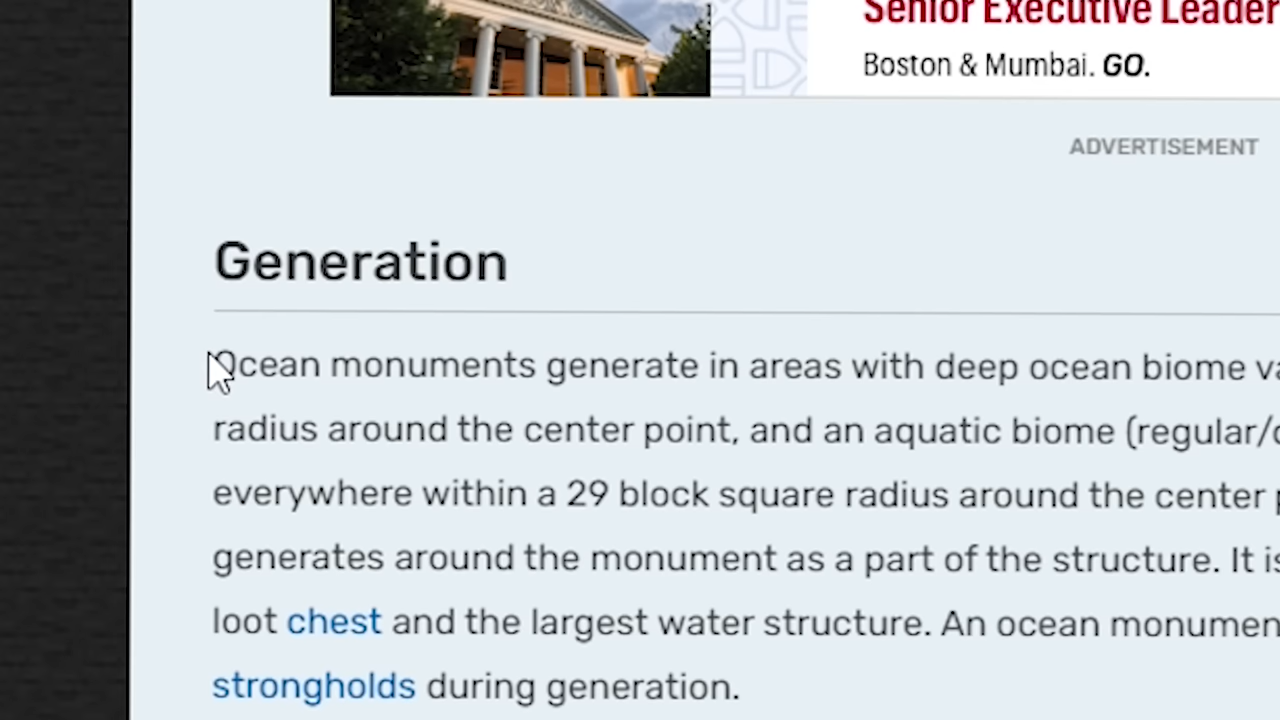 Senior Executive Leader
Boston & Mumbai. GO.
ADVERTISEMENT
Generation
Ocean monuments generate in areas with deep ocean biome
radius around the center point, and an aquatic biome (regular/
everywhere within a 29 block square radius around the center
generates around the monument as a part of the structure. It is
loot chest and the largest water structure. An ocean monumen
strongholds during generation.